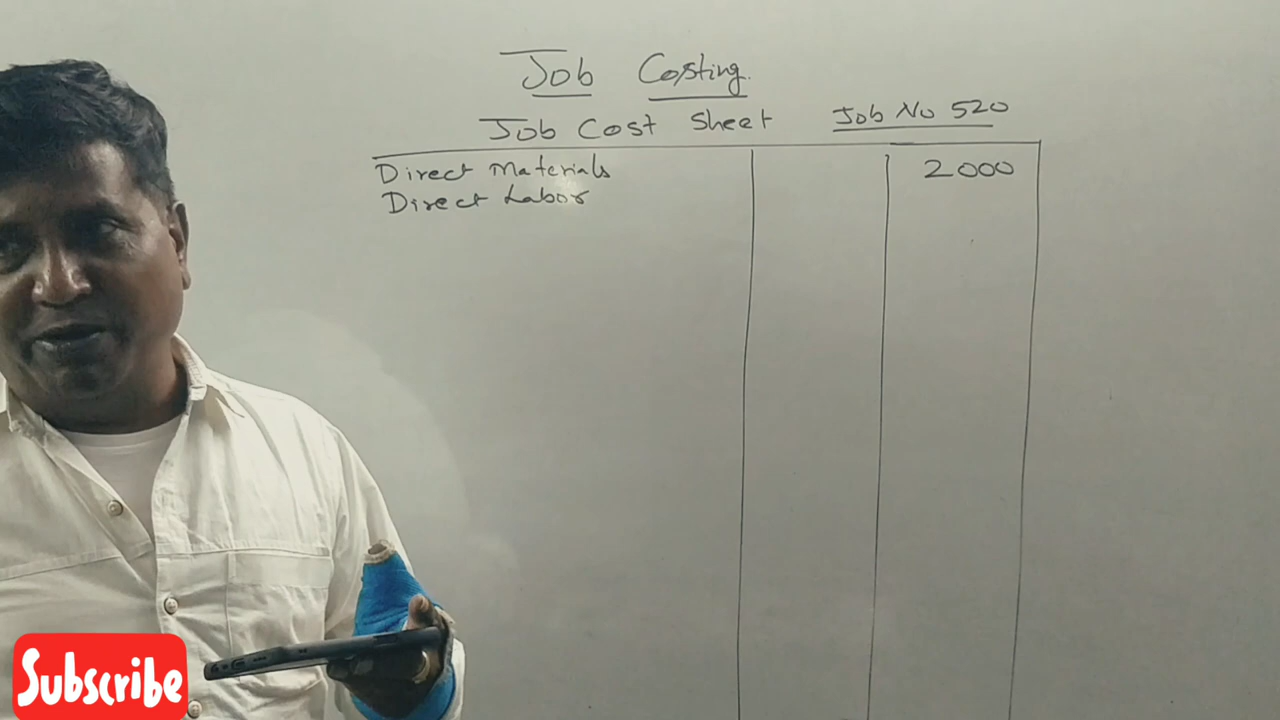 Job Costing.
Job Cost Sheet Job No 520
Direct Materials 2000
Direct Labor
Subscribe